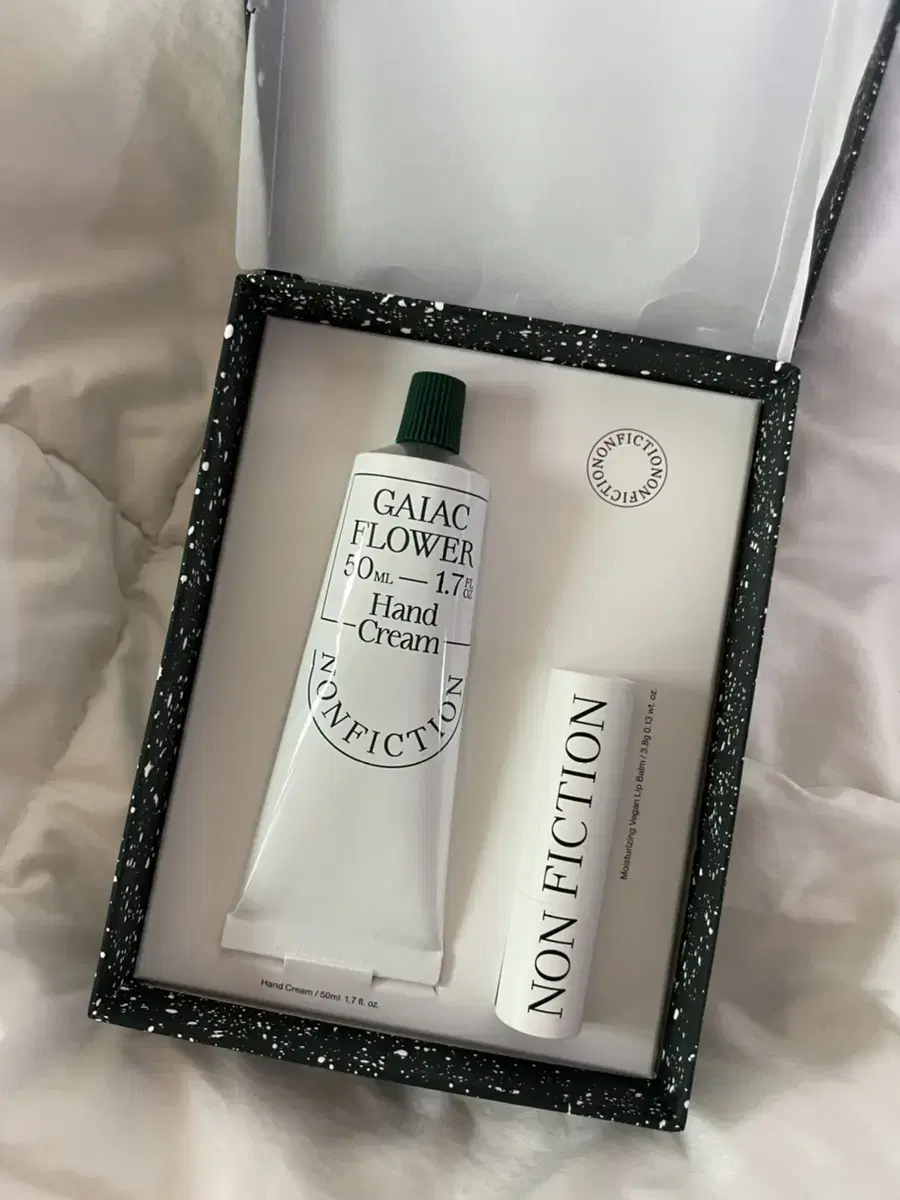 GAIAC
FLOWER
50ML — 1.7 FL OZ
Hand
Cream
NONFICTION
NONFICTIONNONFICTION
NON FICTION
Moisturizing Vegan Lip Balm / 3.8g 0.13 wt. oz.
Hand Cream / 50ml 1.7 fl. oz.